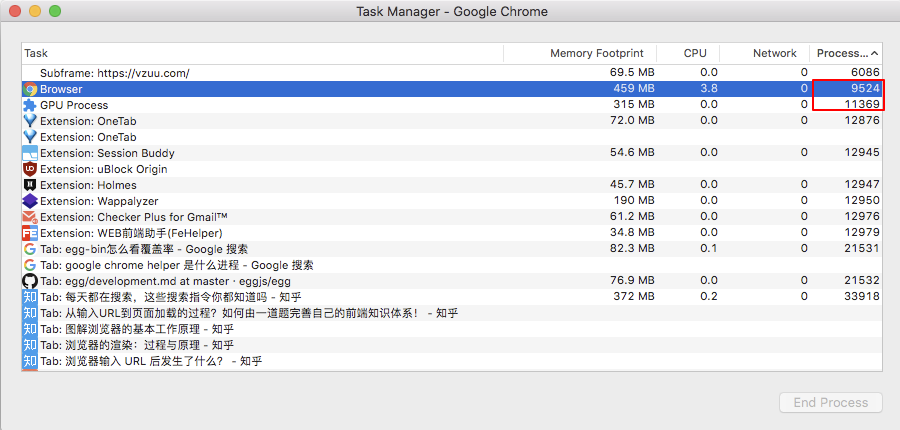 Task Manager - Google Chrome
Task Memory Footprint CPU Network Process...
Subframe: https://vzuu.com/ 69.5 MB 0.0 0 6086
Browser 459 MB 3.8 0 9524
GPU Process 315 MB 0.0 0 11369
Extension: OneTab 72.0 MB 0.0 0 12876
Extension: OneTab
Extension: Session Buddy 54.6 MB 0.0 0 12945
Extension: uBlock Origin
Extension: Holmes 45.7 MB 0.0 0 12947
Extension: Wappalyzer 190 MB 0.0 0 12950
Extension: Checker Plus for Gmail™ 61.2 MB 0.0 0 12976
Extension: WEB前端助手(FeHelper) 34.8 MB 0.0 0 12979
Tab: egg-bin怎么看覆盖率 - Google 搜索 82.3 MB 0.1 0 21531
Tab: google chrome helper 是什么进程 - Google 搜索
Tab: egg/development.md at master · eggjs/egg 76.9 MB 0.0 0 21532
知 Tab: 每天都在搜索，这些搜索指令你都知道吗 - 知乎 372 MB 0.2 0 33918
知 Tab: 从输入URL到页面加载的过程？如何由一道题完善自己的前端知识体系！ - 知乎
知 Tab: 图解浏览器的基本工作原理 - 知乎
知 Tab: 浏览器的渲染：过程与原理 - 知乎
知 Tab: 浏览器输入 URL 后发生了什么？ - 知乎
End Process